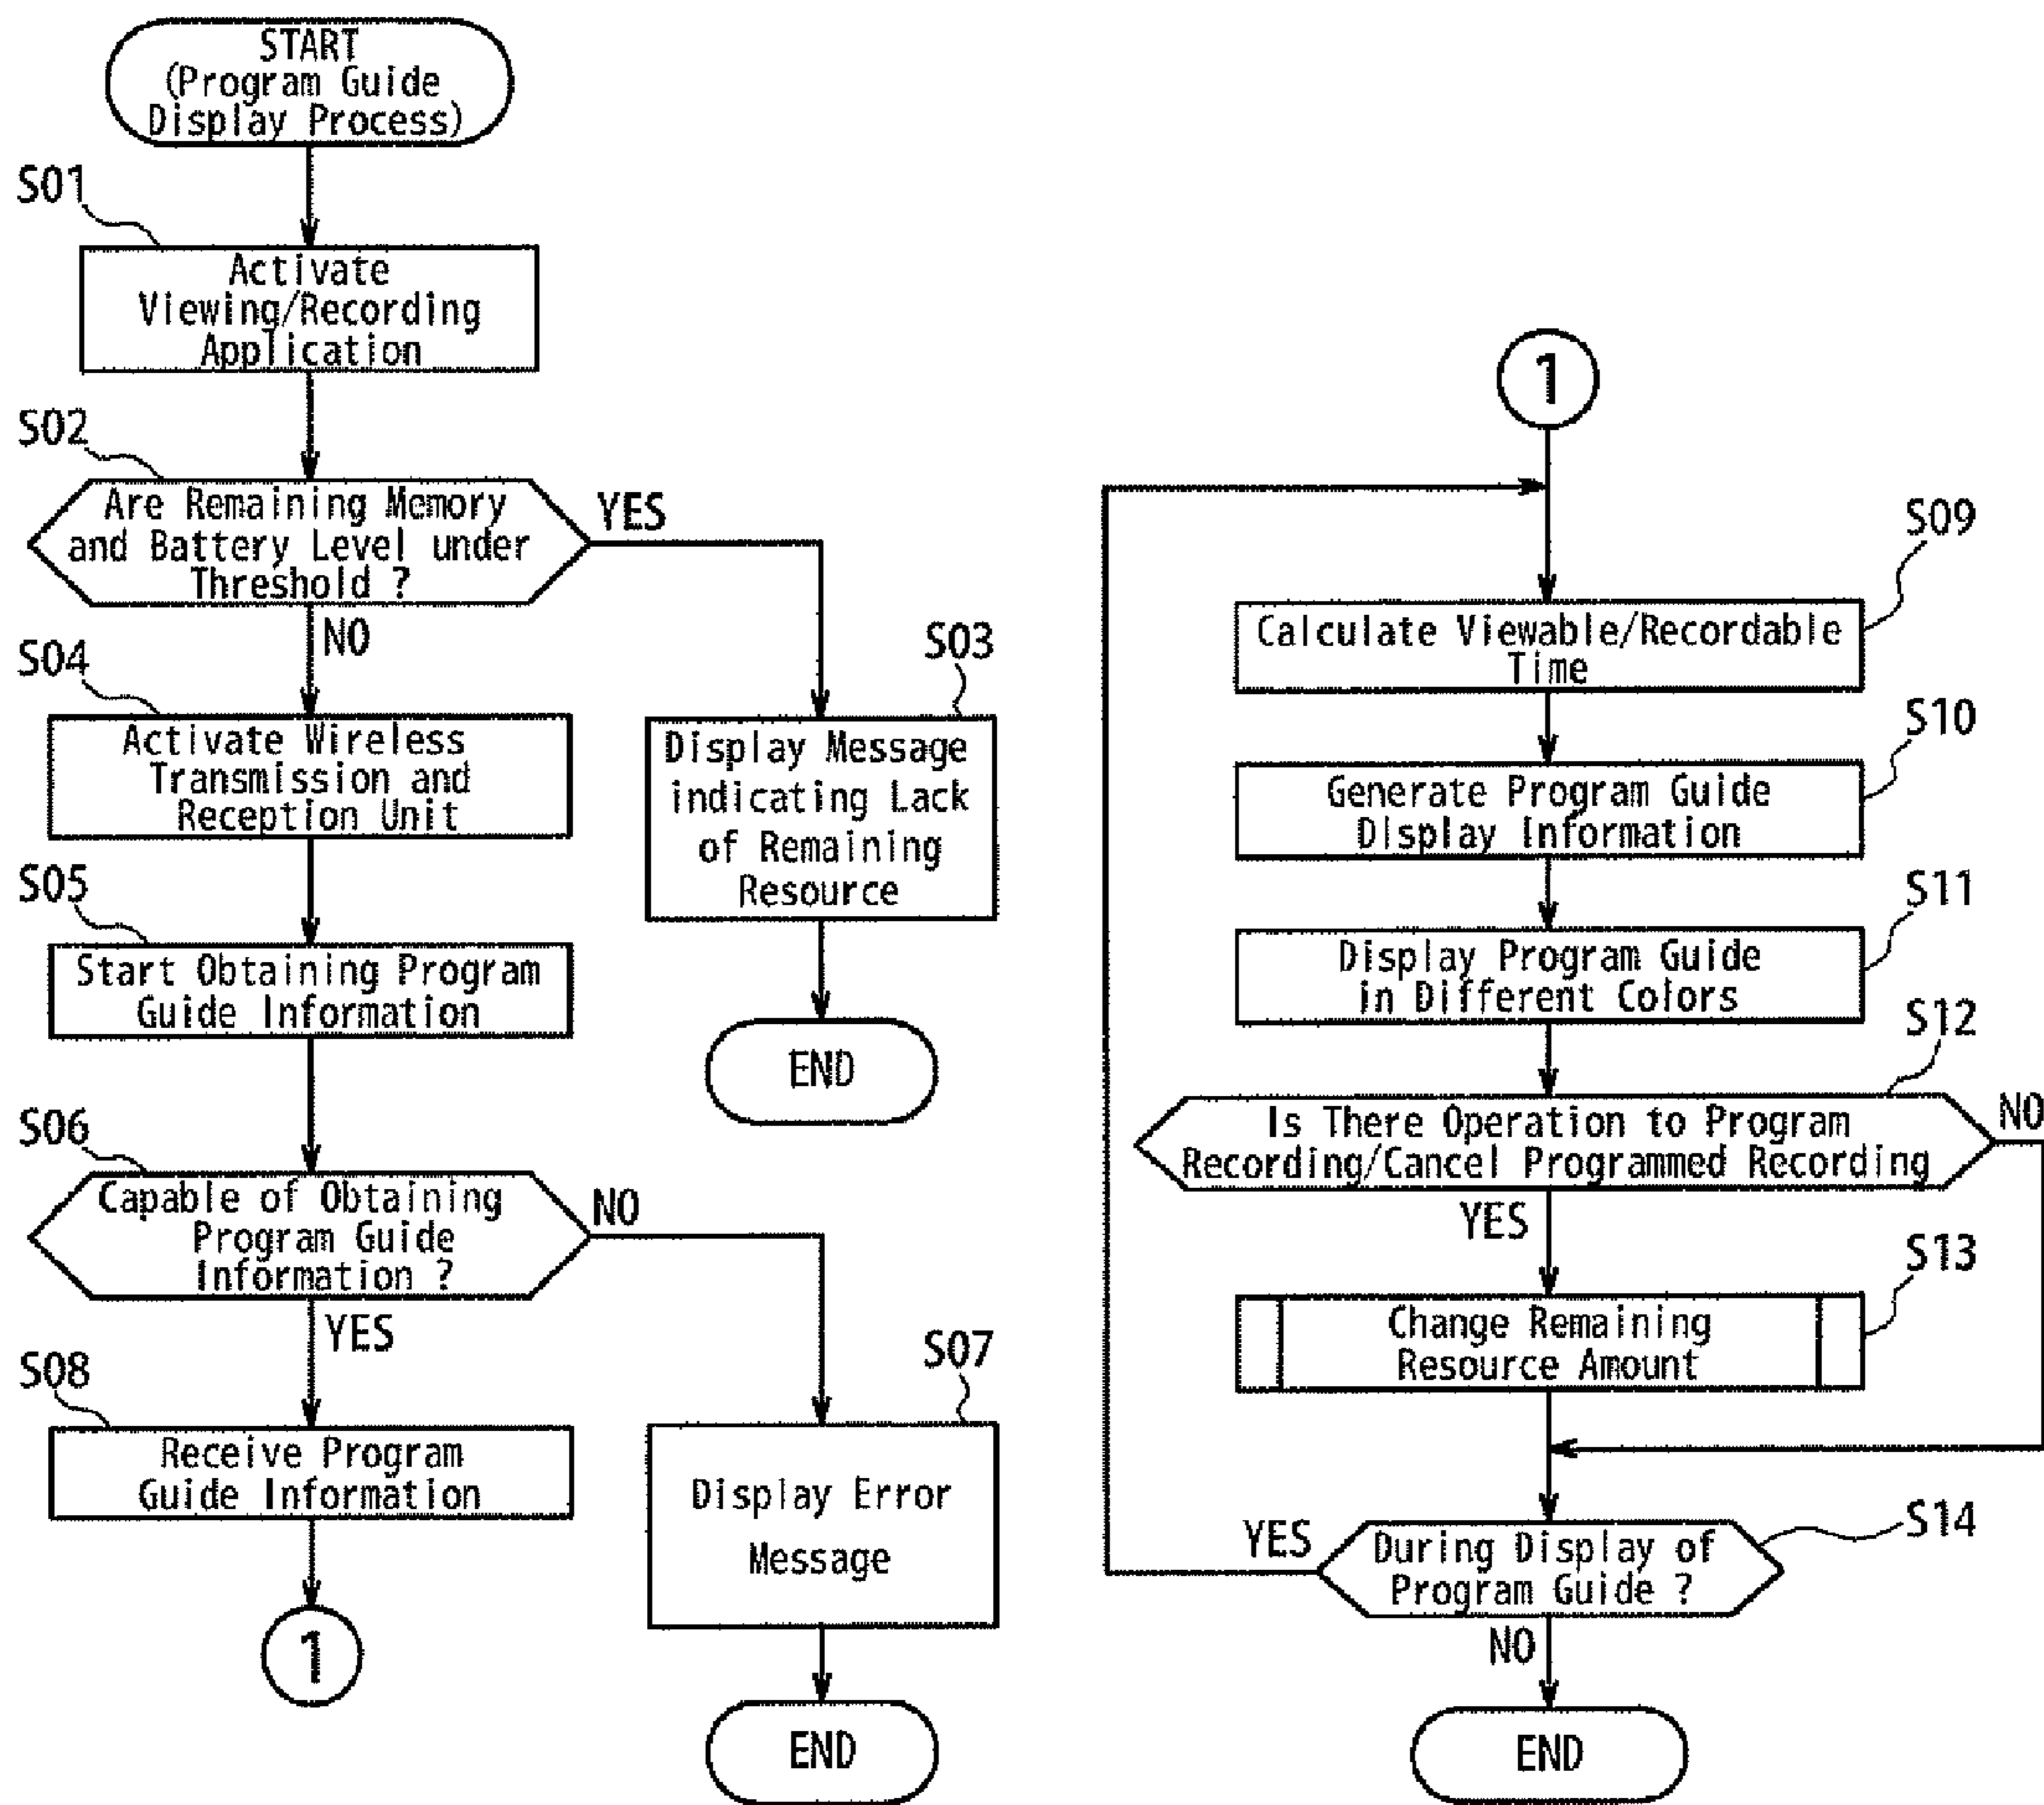 START
(Program Guide
Display Process)
S01
Activate
Viewing/Recording
Application
S02
Are Remaining Memory
and Battery Level under
Threshold ?
YES
NO
S03
Display Message
indicating Lack
of Remaining
Resource
END
S04
Activate Wireless
Transmission and
Reception Unit
S05
Start Obtaining Program
Guide Information
S06
Capable of Obtaining
Program Guide
Information ?
NO
YES
S07
Display Error
Message
END
S08
Receive Program
Guide Information
1
1
S09
Calculate Viewable/Recordable
Time
S10
Generate Program Guide
Display Information
S11
Display Program Guide
in Different Colors
S12
Is There Operation to Program
Recording/Cancel Programmed Recording
NO
YES
S13
Change Remaining
Resource Amount
S14
During Display of
Program Guide ?
YES
NO
END